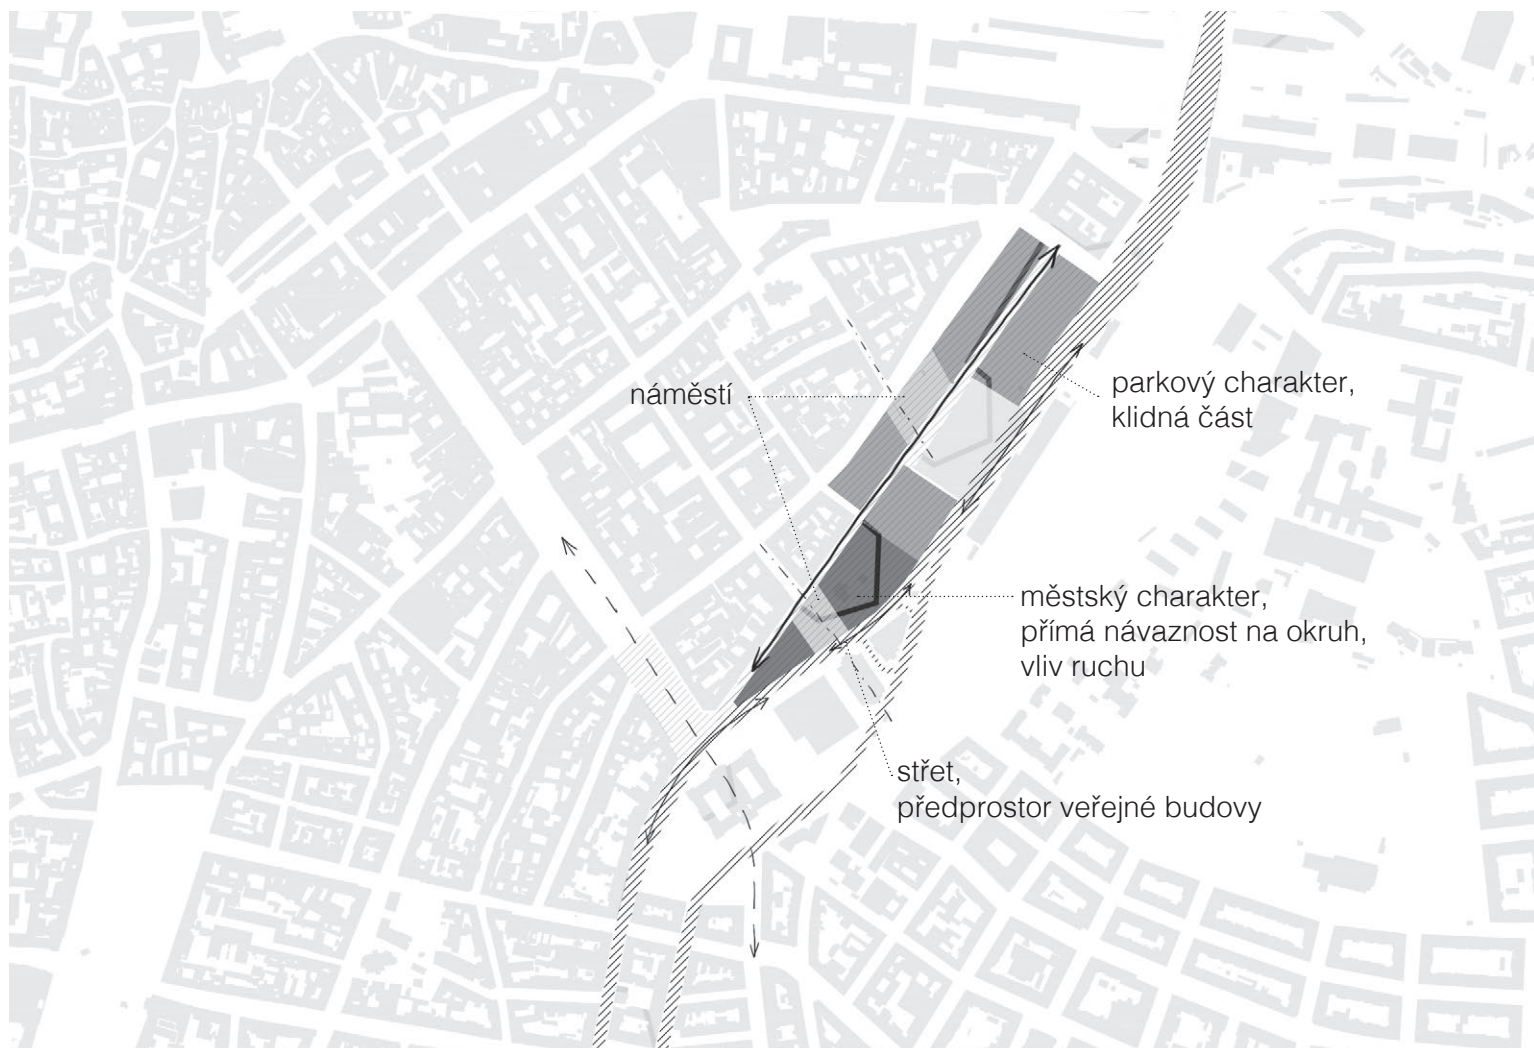 náměstí
parkový charakter,
klidná část
městský charakter,
přímá návaznost na okruh,
vliv ruchu
střet,
předprostor veřejné budovy